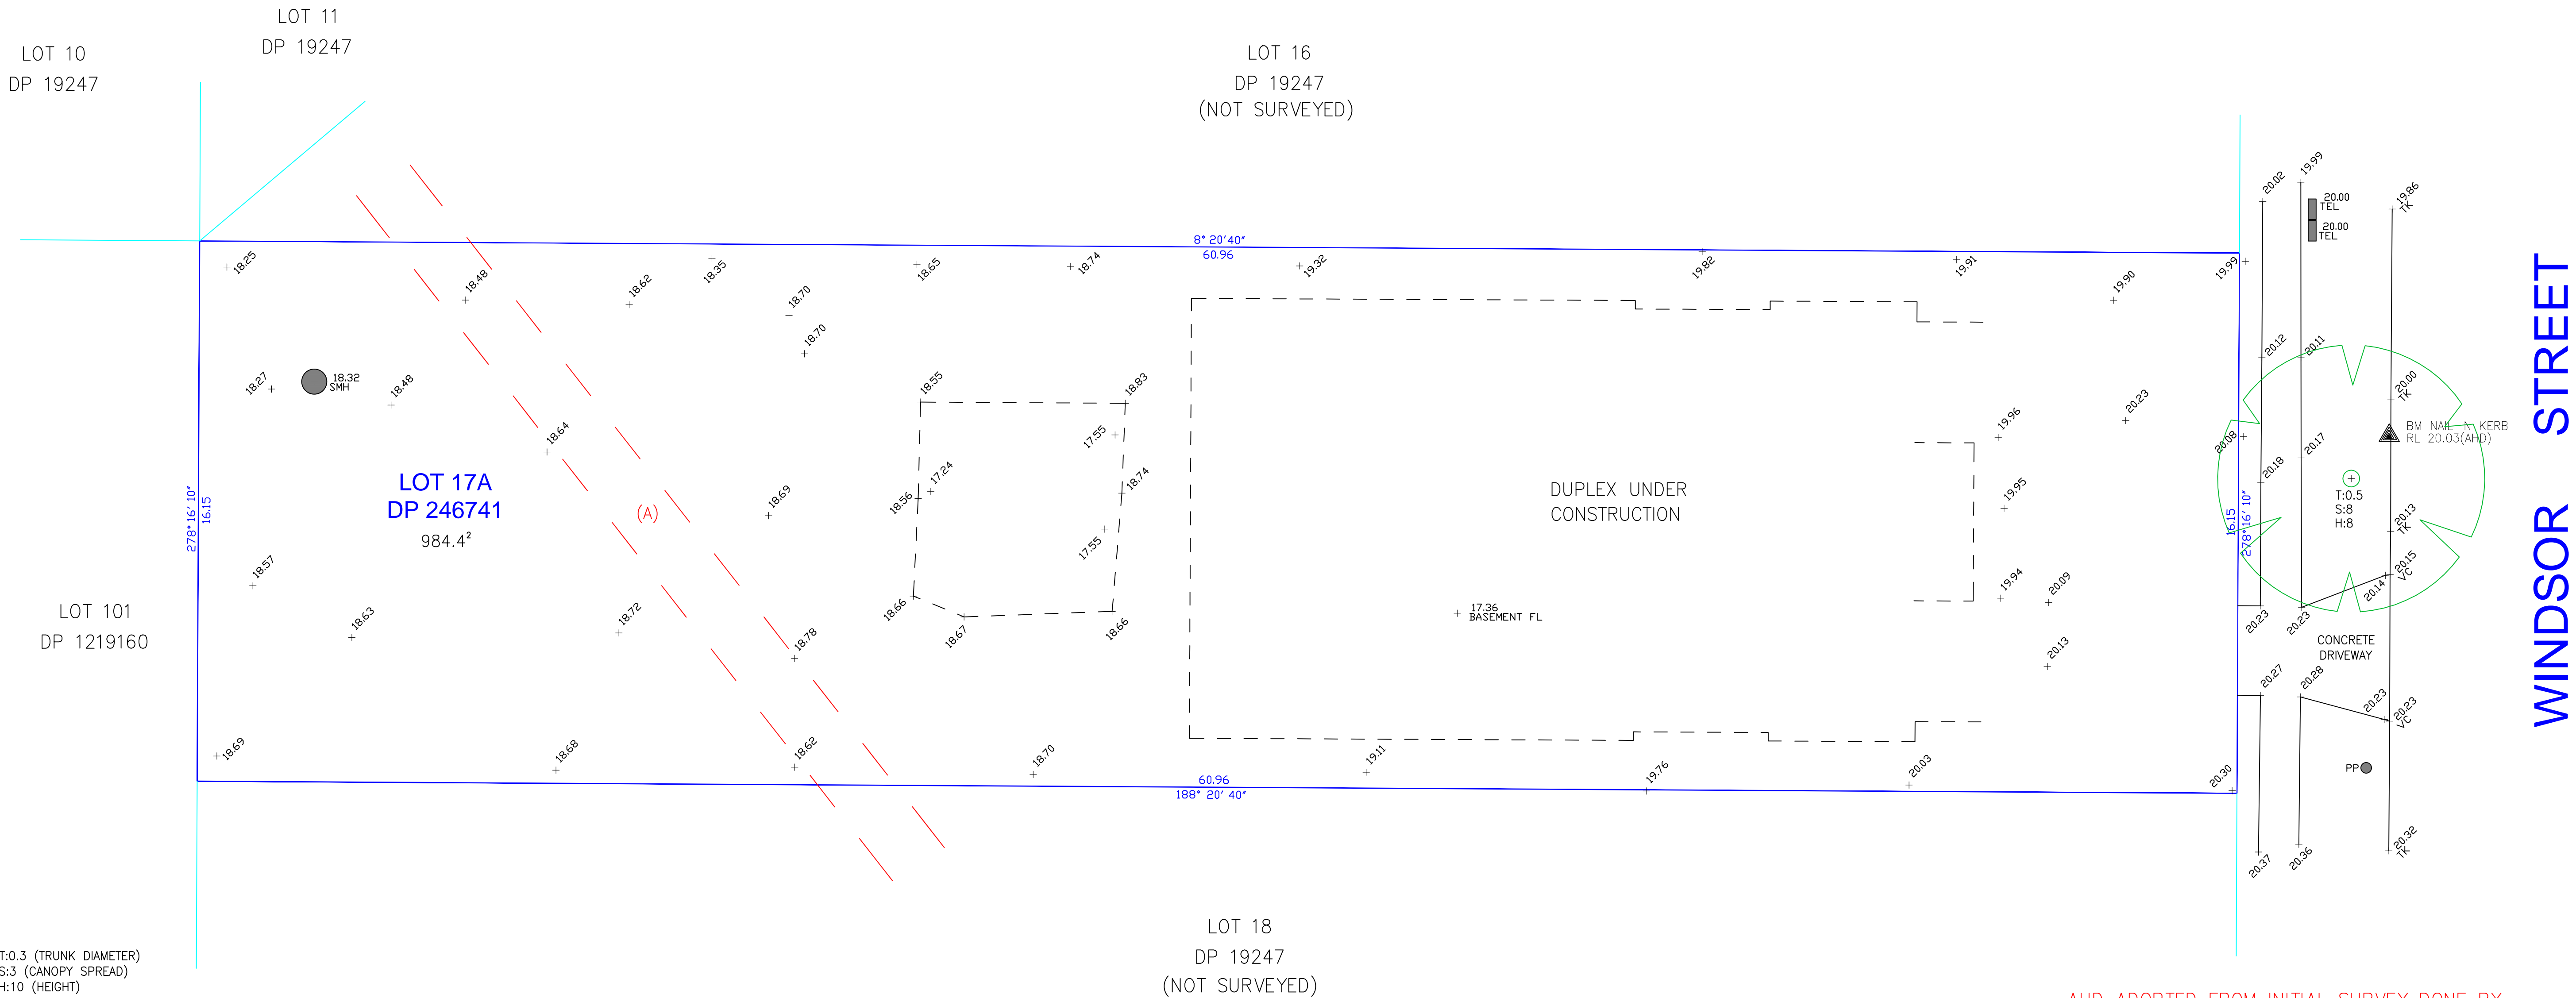 LOT 11
DP 19247
LOT 10
DP 19247
LOT 16
DP 19247
(NOT SURVEYED)
19.99
20.02
20.00
TEL
20.00
TEL
19.86
TK
8° 20' 40"
60.96
18.25
18.48
18.62
18.35
18.70
18.70
18.65
18.74
19.32
19.82
19.91
19.90
19.99
20.12
20.11
20.00
TK
18.27
18.32
SMH
18.48
18.55
18.83
17.55
19.96
20.23
20.08
BM NAIL IN KERB
RL 20.03(AHD)
18.64
LOT 17A
DP 246741
984.4²
278° 16' 10"
16.15
(A)
18.69
18.56
17.24
18.74
17.55
DUPLEX UNDER
CONSTRUCTION
19.95
20.18
20.17
T:0.5
S:8
H:8
16.15
278° 16' 10"
20.13
TK
20.15
VC
20.14
WINDSOR STREET
18.57
18.63
18.72
18.78
18.66
18.67
18.66
17.36
BASEMENT FL
19.94
20.09
20.13
20.23
20.23
CONCRETE
DRIVEWAY
LOT 101
DP 1219160
20.27
20.28
20.23
20.23
VC
18.69
18.68
18.62
18.70
19.11
19.76
20.03
20.30
PP
60.96
188° 20' 40"
20.37
20.36
20.32
TK
LOT 18
DP 19247
(NOT SURVEYED)
T:0.3 (TRUNK DIAMETER)
S:3 (CANOPY SPREAD)
H:10 (HEIGHT)
AHD ADOPTED FROM INITIAL SURVEY DONE BY